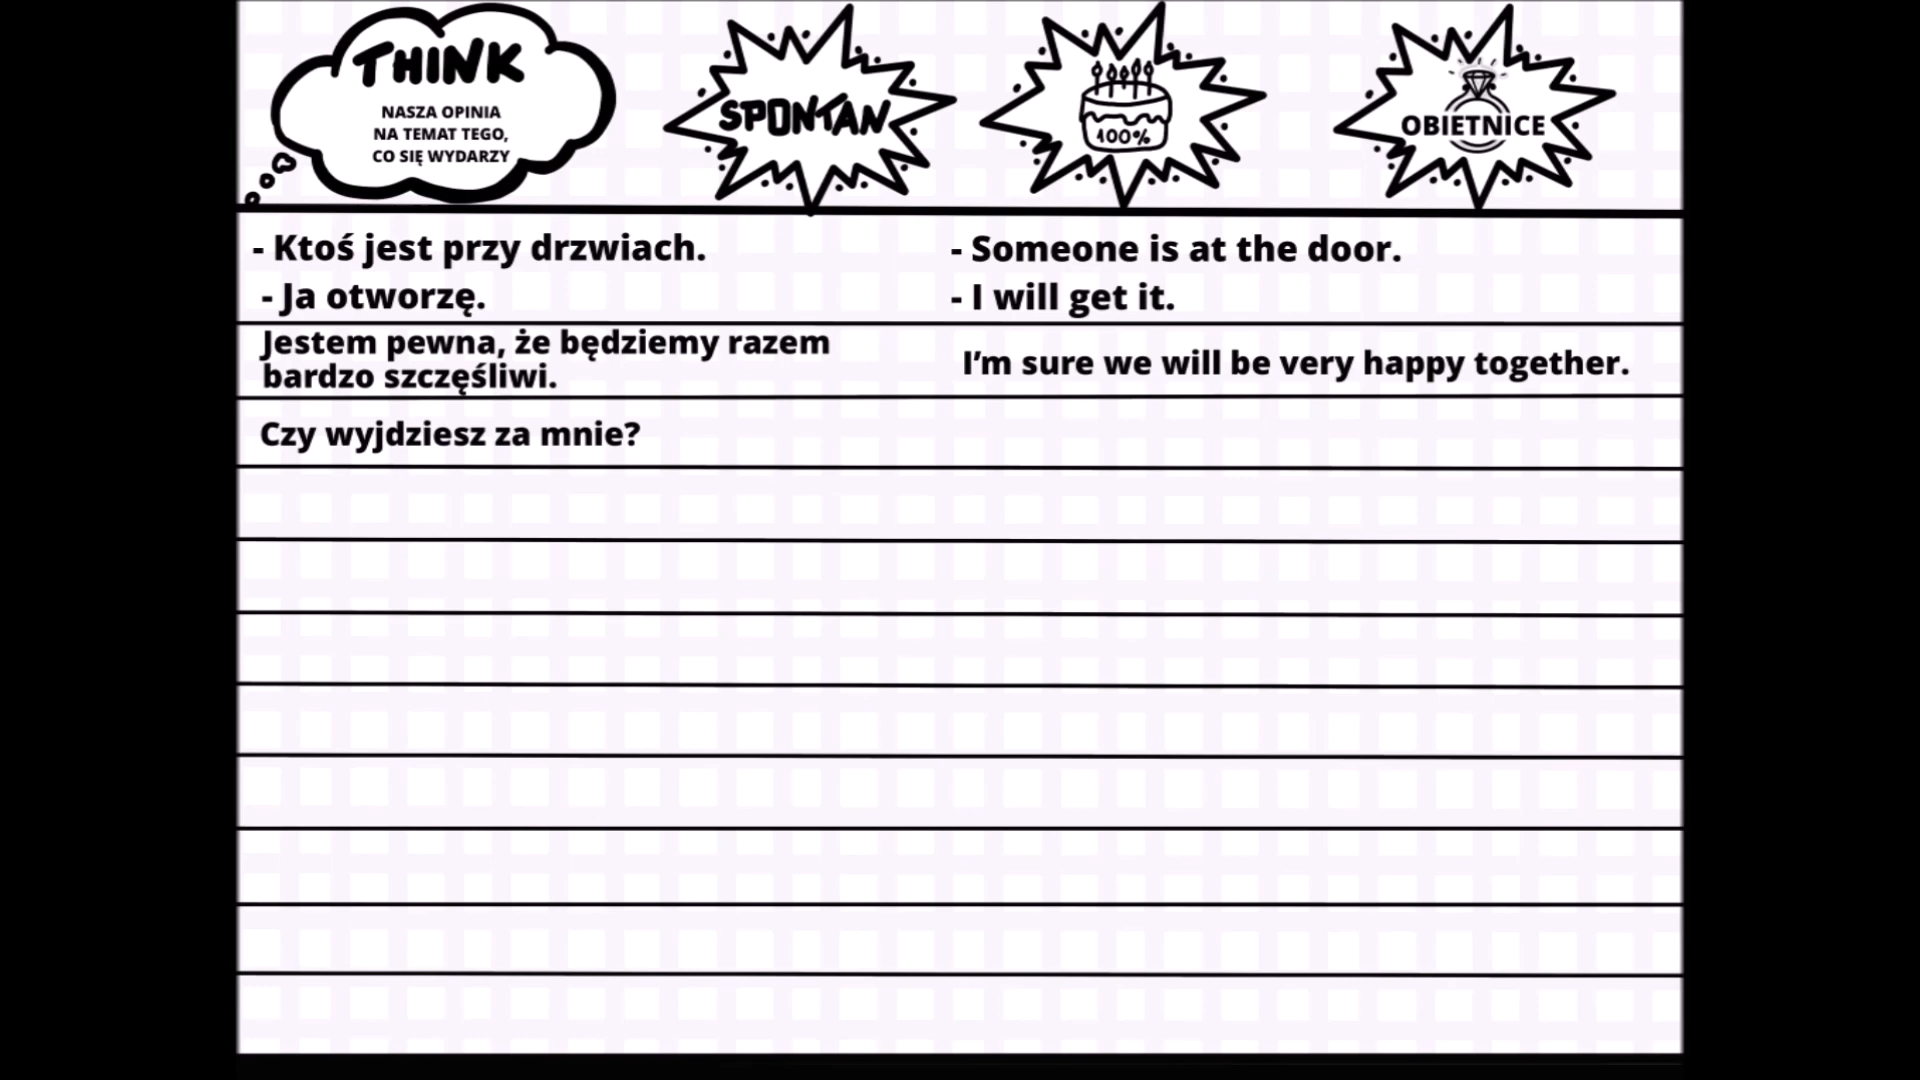 THINK
NASZA OPINIA
NA TEMAT TEGO,
CO SIĘ WYDARZY
SPONTAN
100%
OBIETNICE
- Ktoś jest przy drzwiach.
- Ja otworzę.
- Someone is at the door.
- I will get it.
Jestem pewna, że będziemy razem
bardzo szczęśliwi.
I’m sure we will be very happy together.
Czy wyjdziesz za mnie?